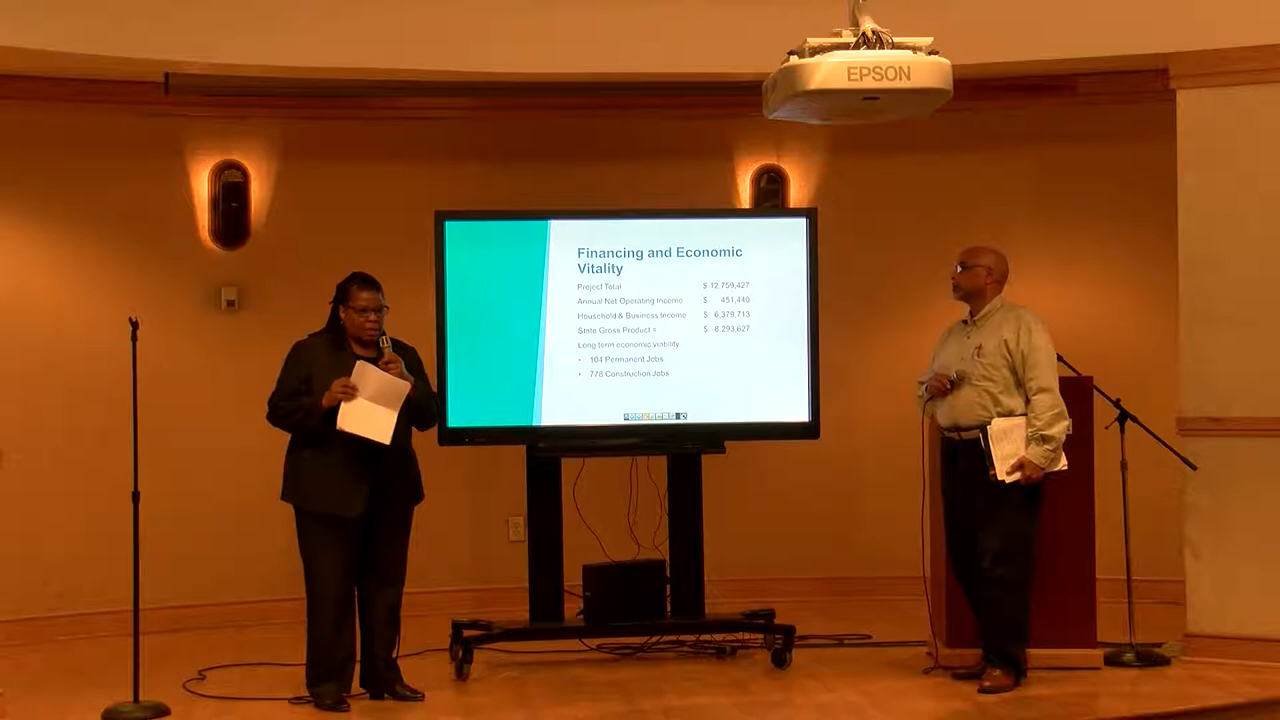 EPSON
Financing and Economic
Vitality
Project Total $ 12,759,427
Annual Net Operating Income $ 451,440
Household & Business Income $ 6,379,713
State Gross Product = $ 8,293,627
Long term economic viability
• 104 Permanent Jobs
• 778 Construction Jobs